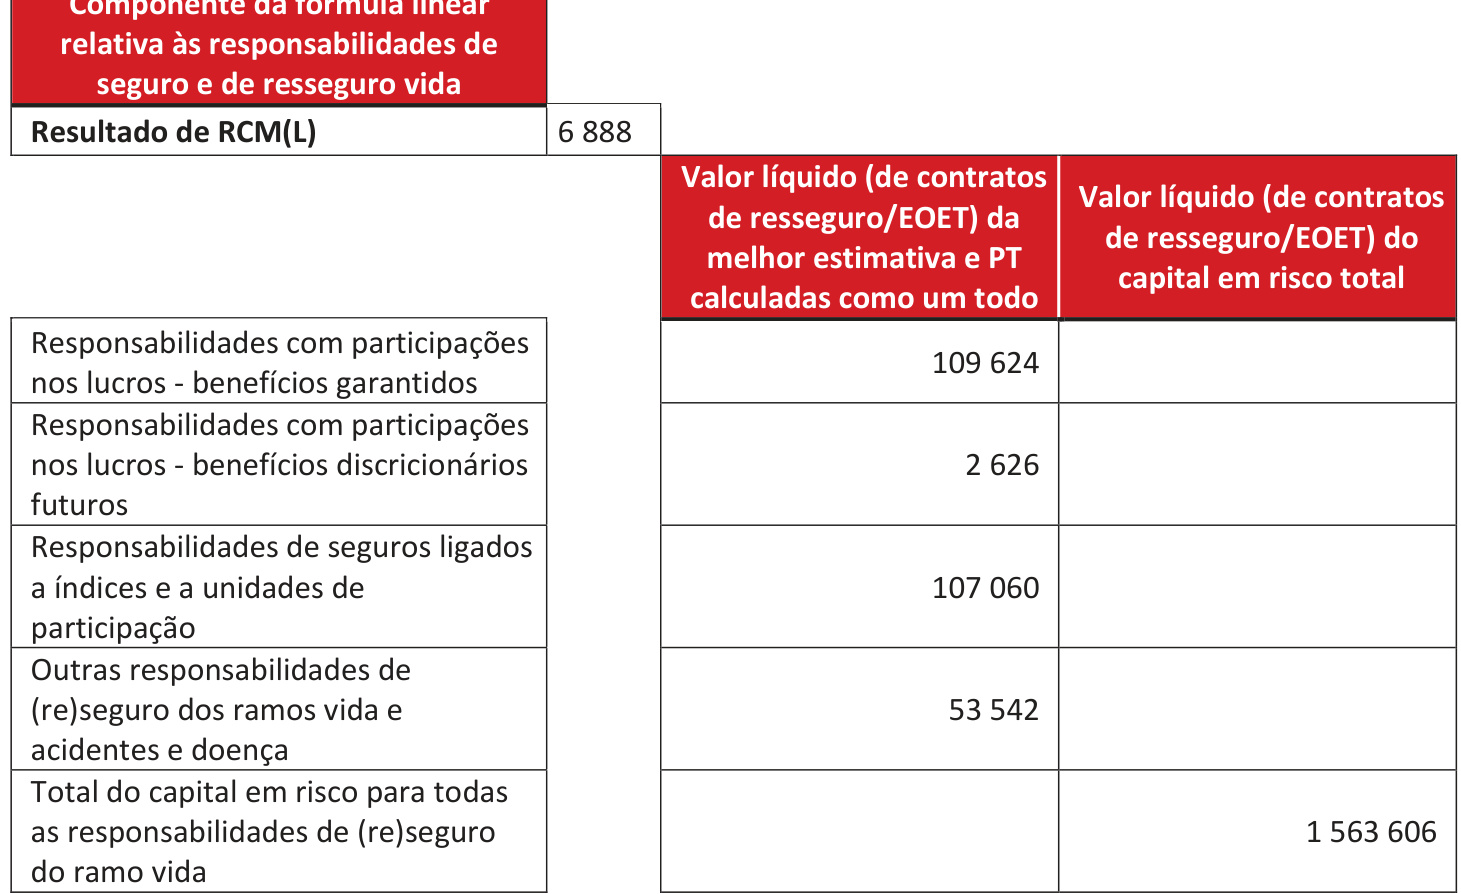 Componente da fórmula linear
relativa às responsabilidades de
seguro e de resseguro vida
Resultado de RCM(L) 6 888
Valor líquido (de contratos
de resseguro/EOET) da
melhor estimativa e PT
calculadas como um todo
Valor líquido (de contratos
de resseguro/EOET) do
capital em risco total
Responsabilidades com participações
nos lucros - benefícios garantidos
109 624
Responsabilidades com participações
nos lucros - benefícios discricionários
futuros
2 626
Responsabilidades de seguros ligados
a índices e a unidades de
participação
107 060
Outras responsabilidades de
(re)seguro dos ramos vida e
acidentes e doença
53 542
Total do capital em risco para todas
as responsabilidades de (re)seguro
do ramo vida
1 563 606